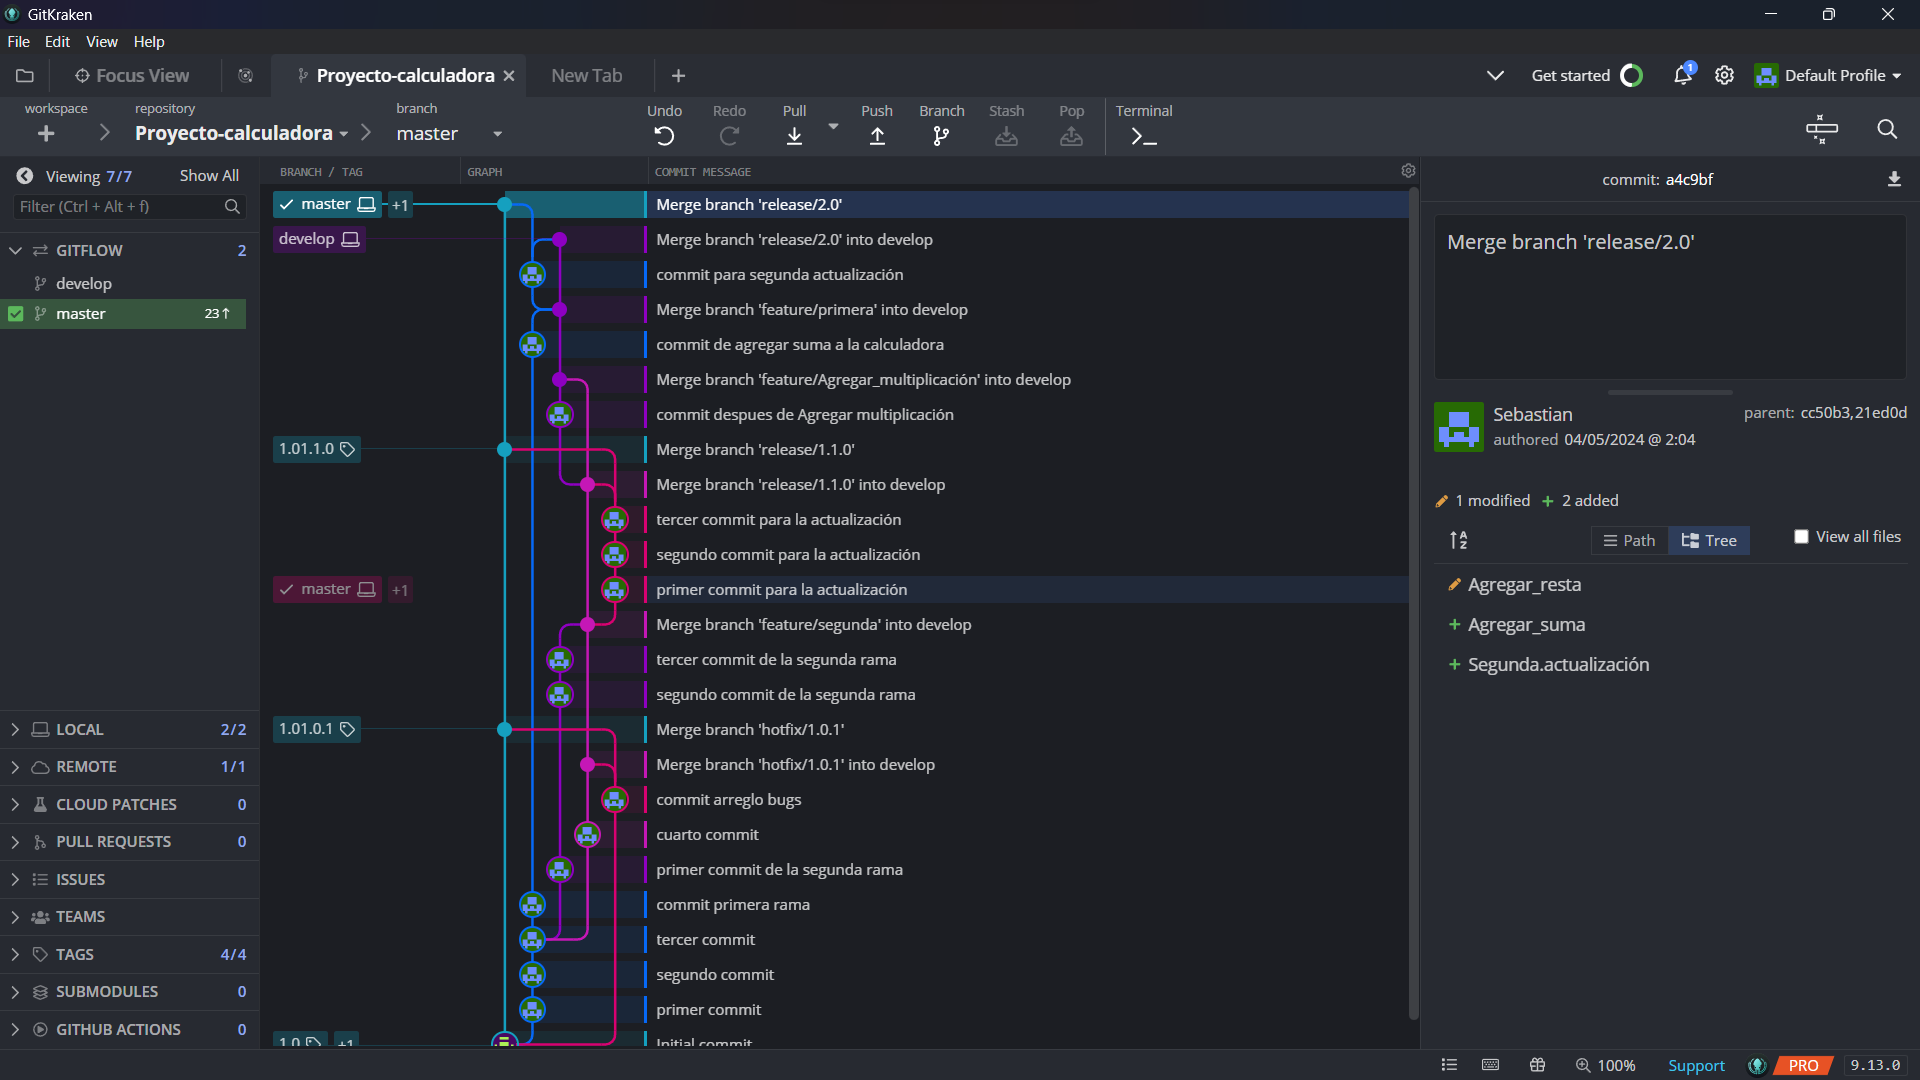 GitKraken
File Edit View Help
Focus View
Proyecto-calculadora
New Tab
Get started
1
Default Profile
workspace
repository
Proyecto-calculadora
branch
master
Undo
Redo
Pull
Push
Branch
Stash
Pop
Terminal
Viewing 7/7 Show All
Filter (Ctrl + Alt + f)
GITFLOW 2
develop
master 23↑
LOCAL 2/2
REMOTE 1/1
CLOUD PATCHES 0
PULL REQUESTS 0
ISSUES
TEAMS
TAGS 4/4
SUBMODULES 0
GITHUB ACTIONS 0
BRANCH / TAG GRAPH COMMIT MESSAGE
master +1 Merge branch 'release/2.0'
develop Merge branch 'release/2.0' into develop
commit para segunda actualización
Merge branch 'feature/primera' into develop
commit de agregar suma a la calculadora
Merge branch 'feature/Agregar_multiplicación' into develop
commit despues de Agregar multiplicación
1.01.1.0 Merge branch 'release/1.1.0'
Merge branch 'release/1.1.0' into develop
tercer commit para la actualización
segundo commit para la actualización
master +1 primer commit para la actualización
Merge branch 'feature/segunda' into develop
tercer commit de la segunda rama
segundo commit de la segunda rama
1.01.0.1 Merge branch 'hotfix/1.0.1'
Merge branch 'hotfix/1.0.1' into develop
commit arreglo bugs
cuarto commit
primer commit de la segunda rama
commit primera rama
tercer commit
segundo commit
primer commit
1.0 +1 Initial commit
commit: a4c9bf
Merge branch 'release/2.0'
Sebastian
authored 04/05/2024 @ 2:04
parent: cc50b3,21ed0d
1 modified + 2 added
Path Tree View all files
Agregar_resta
+ Agregar_suma
+ Segunda.actualización
100% Support PRO 9.13.0